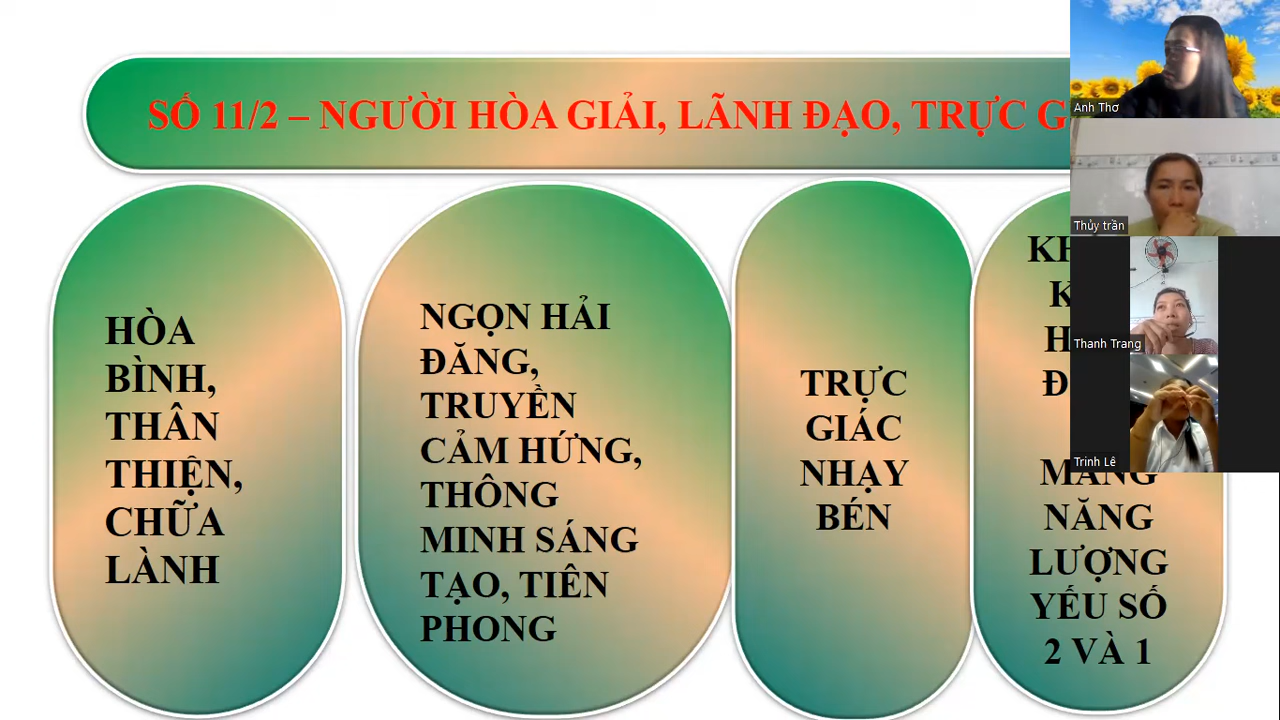 SỐ 11/2 – NGƯỜI HÒA GIẢI, LÃNH ĐẠO, TRỰC
HÒA
BÌNH,
THÂN
THIỆN,
CHỮA
LÀNH
NGỌN HẢI
ĐĂNG,
TRUYỀN
CẢM HỨNG,
THÔNG
MINH SÁNG
TẠO, TIÊN
PHONG
TRỰC
GIÁC
NHẠY
BÉN
MANG
NĂNG
LƯỢNG
YẾU SỐ
2 VÀ 1
Anh Thơ
Thủy trần
Thanh Trang
Trinh Lê